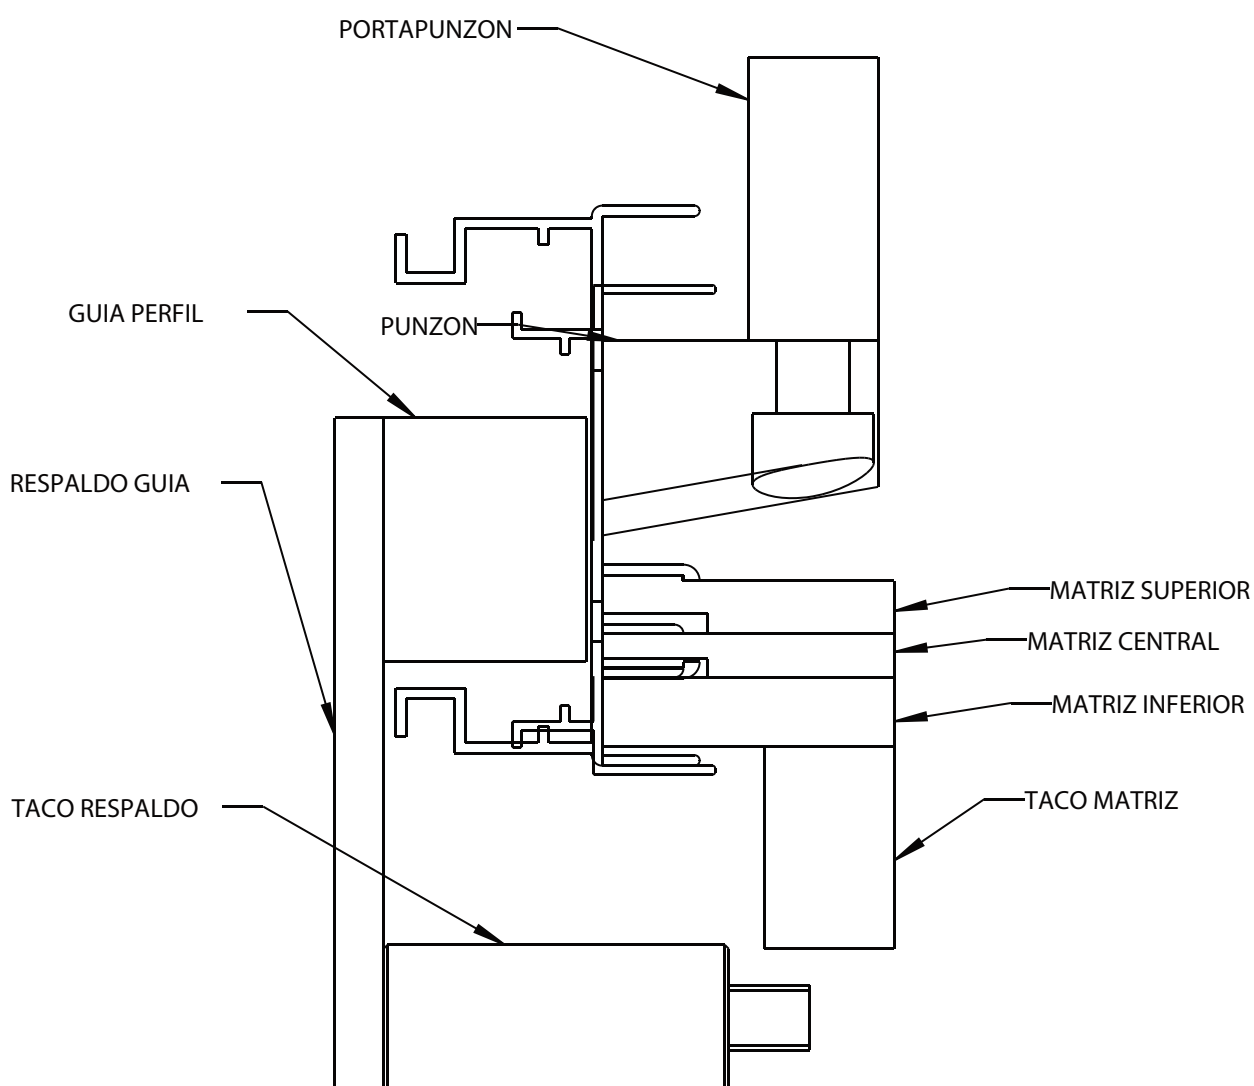 PORTAPUNZON
GUIA PERFIL
PUNZON
RESPALDO GUIA
MATRIZ SUPERIOR
MATRIZ CENTRAL
MATRIZ INFERIOR
TACO RESPALDO
TACO MATRIZ